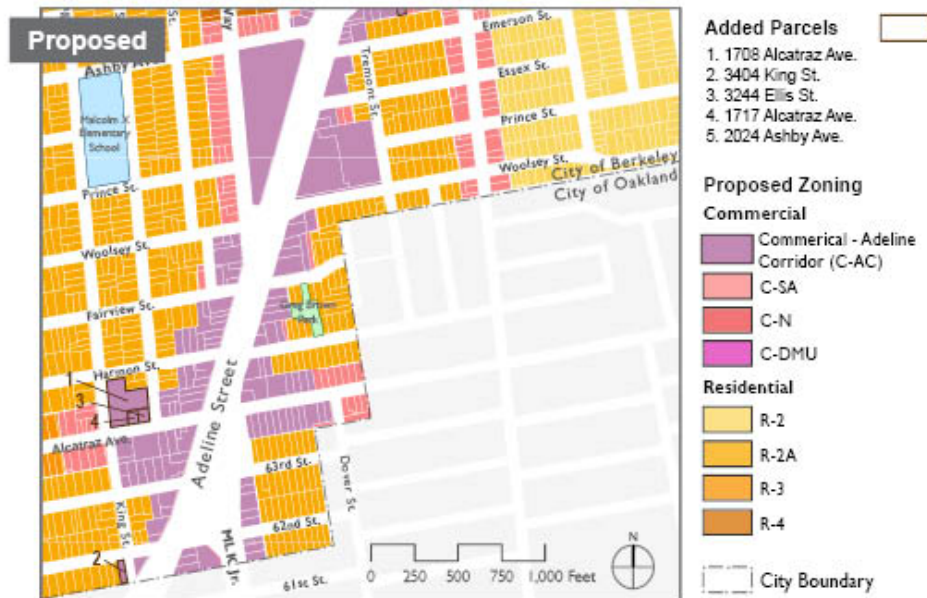 Proposed
Way
Ashby Ave
Emerson St.
Tremont St.
Essex St.
Prince St.
Malcolm X
Elementary
School
Woolsey St.
City of Berkeley
City of Oakland
Prince St.
Woolsey St.
Fairview St.
Harmon St.
1
3
4
Alcatraz Ave.
Adeline Street
63rd St.
Dover St.
King St.
62nd St.
MLK Jr.
2
61st St.
0 250 500 750 1,000 Feet
N
Added Parcels
1. 1708 Alcatraz Ave.
2. 3404 King St.
3. 3244 Ellis St.
4. 1717 Alcatraz Ave.
5. 2024 Ashby Ave.
Proposed Zoning
Commercial
Commerical - Adeline
Corridor (C-AC)
C-SA
C-N
C-DMU
Residential
R-2
R-2A
R-3
R-4
City Boundary